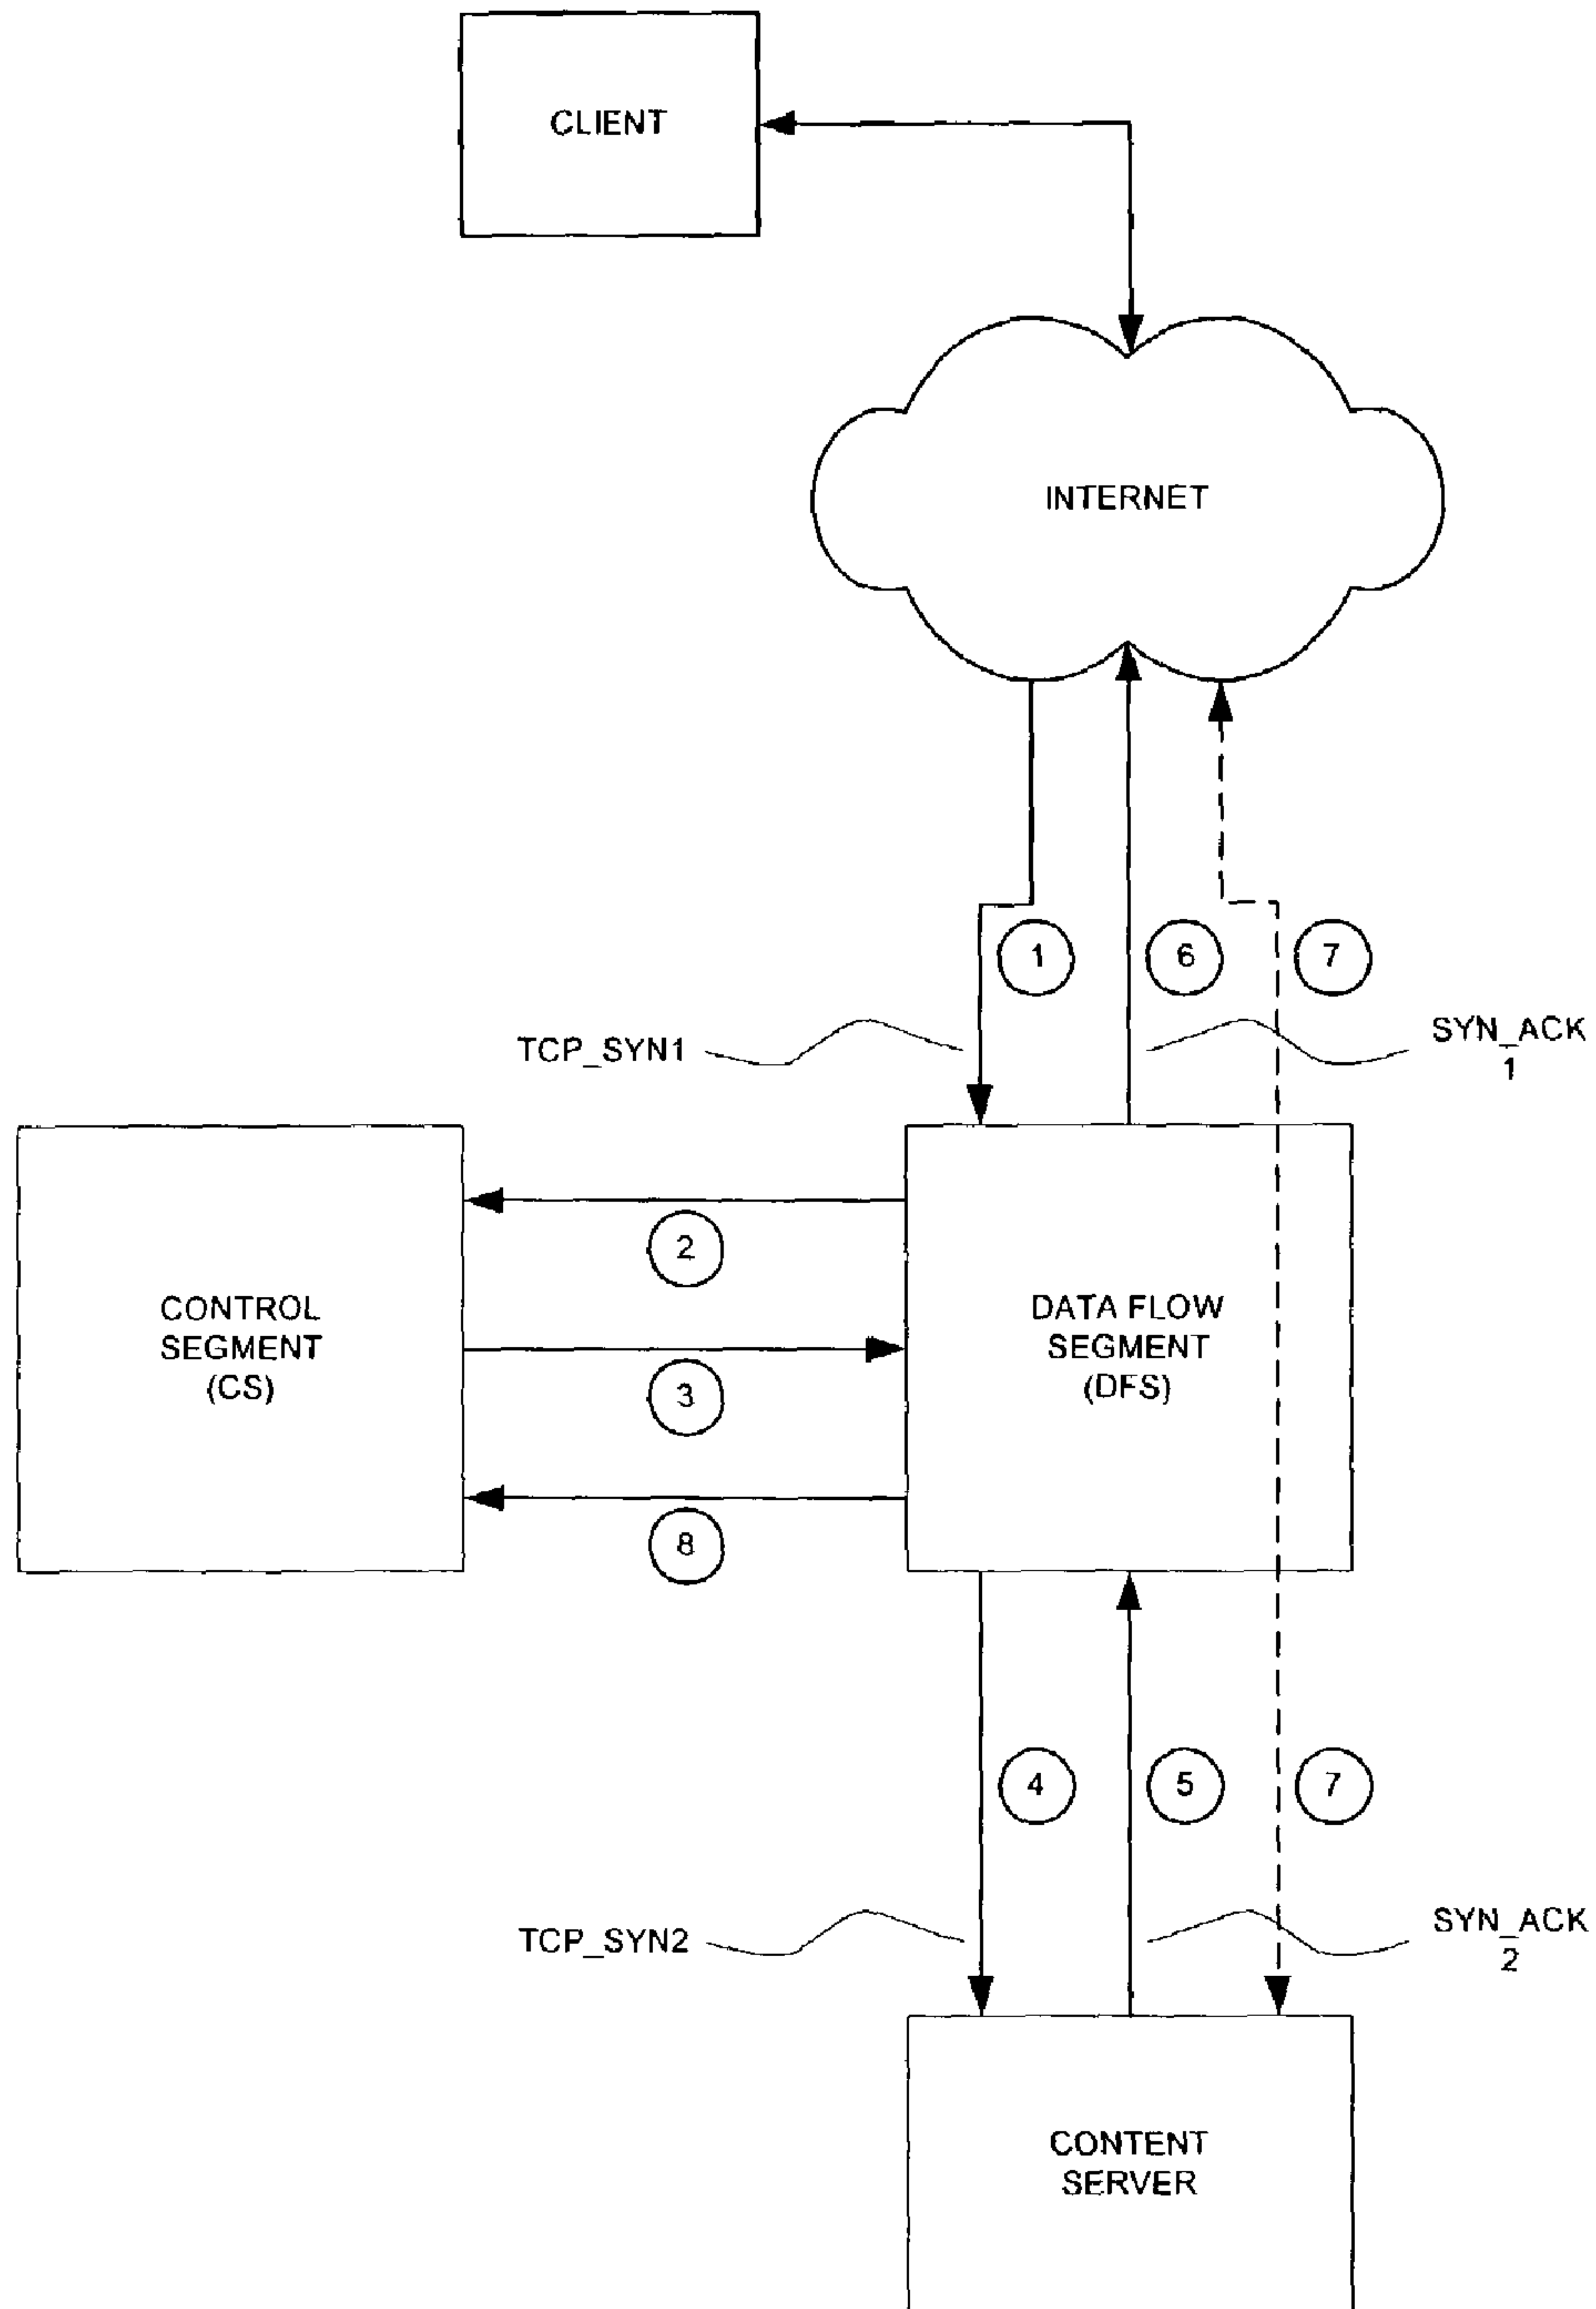 CLIENT
INTERNET
1
6
7
TCP_SYN1
SYN_ACK
1
2
CONTROL
SEGMENT
(CS)
DATA FLOW
SEGMENT
(DFS)
3
8
4
5
7
TCP_SYN2
SYN_ACK
2
CONTENT
SERVER